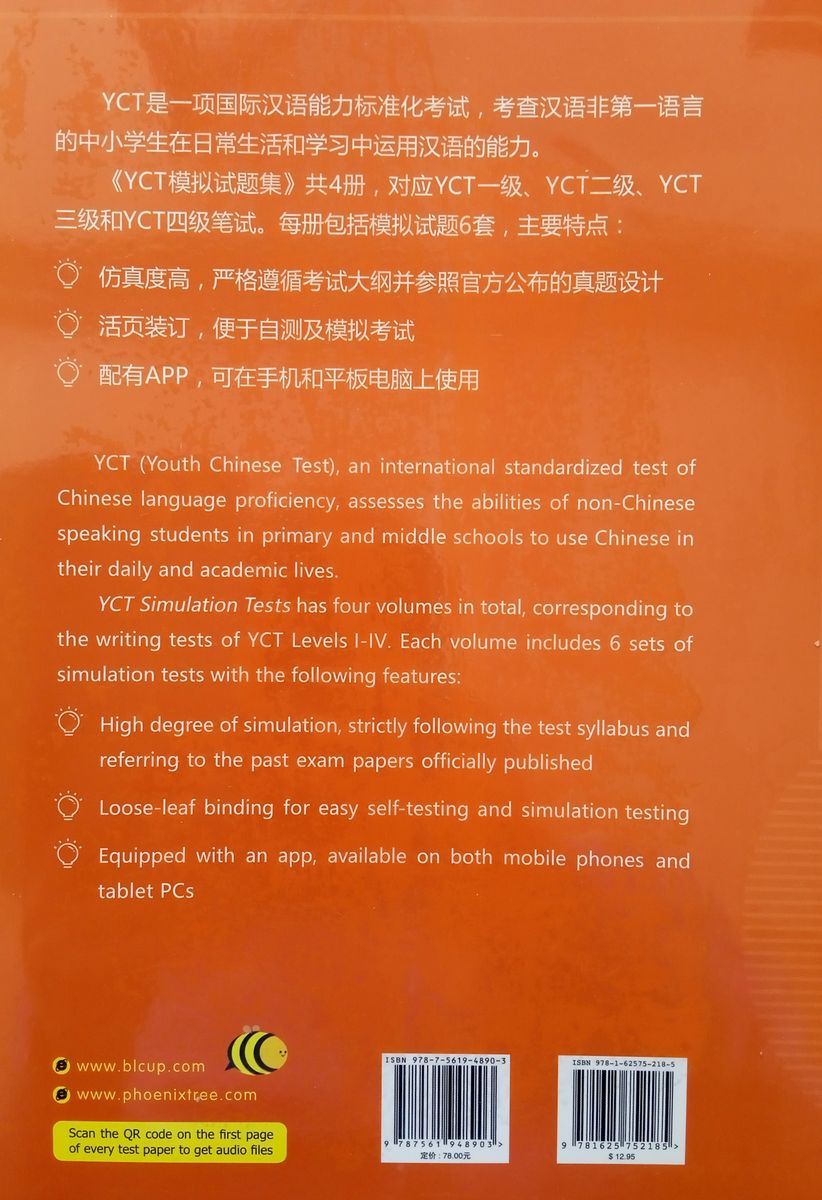 YCT是一项国际汉语能力标准化考试，考查汉语非第一语言
的中小学生在日常生活和学习中运用汉语的能力。
《YCT模拟试题集》共4册，对应YCT一级、YCT二级、YCT
三级和YCT四级笔试。每册包括模拟试题6套，主要特点：
仿真度高，严格遵循考试大纲并参照官方公布的真题设计
活页装订，便于自测及模拟考试
配有APP，可在手机和平板电脑上使用
YCT (Youth Chinese Test), an international standardized test of
Chinese language proficiency, assesses the abilities of non-Chinese
speaking students in primary and middle schools to use Chinese in
their daily and academic lives.
YCT Simulation Tests has four volumes in total, corresponding to
the writing tests of YCT Levels I-IV. Each volume includes 6 sets of
simulation tests with the following features:
High degree of simulation, strictly following the test syllabus and
referring to the past exam papers officially published
Loose-leaf binding for easy self-testing and simulation testing
Equipped with an app, available on both mobile phones and
tablet PCs
www.blcup.com
www.phoenixtree.com
Scan the QR code on the first page
of every test paper to get audio files
ISBN 978-7-5619-4890-3
9 787561 948903 >
定价：78.00元
ISBN 978-1-62575-218-5
9 781625 752185 >
$ 12.95